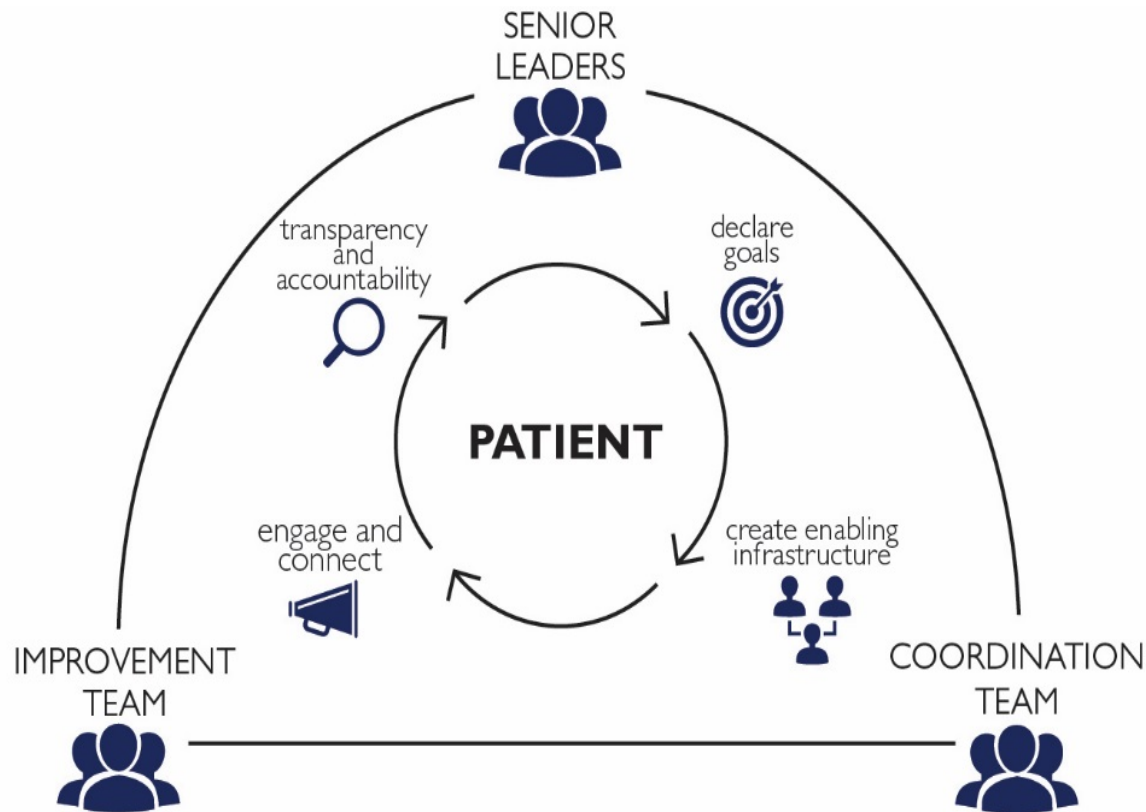 SENIOR
LEADERS
transparency
and
accountability
declare
goals
PATIENT
engage and
connect
create enabling
infrastructure
IMPROVEMENT
TEAM
COORDINATION
TEAM